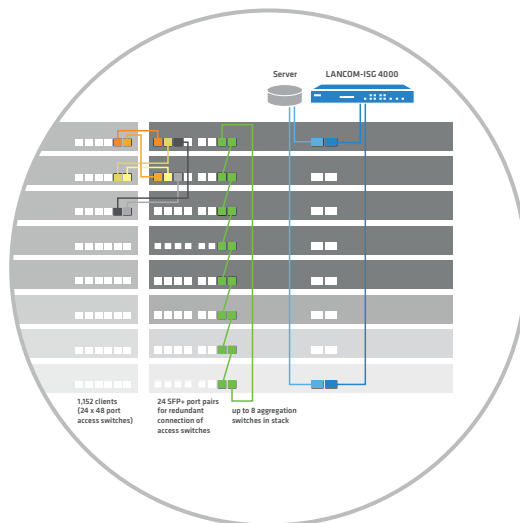 Server
LANCOM-ISG 4000
1,152 clients
(24 x 48 port
access switches)
24 SFP+ port pairs
for redundant
connection of
access switches
up to 8 aggregation
switches in stack